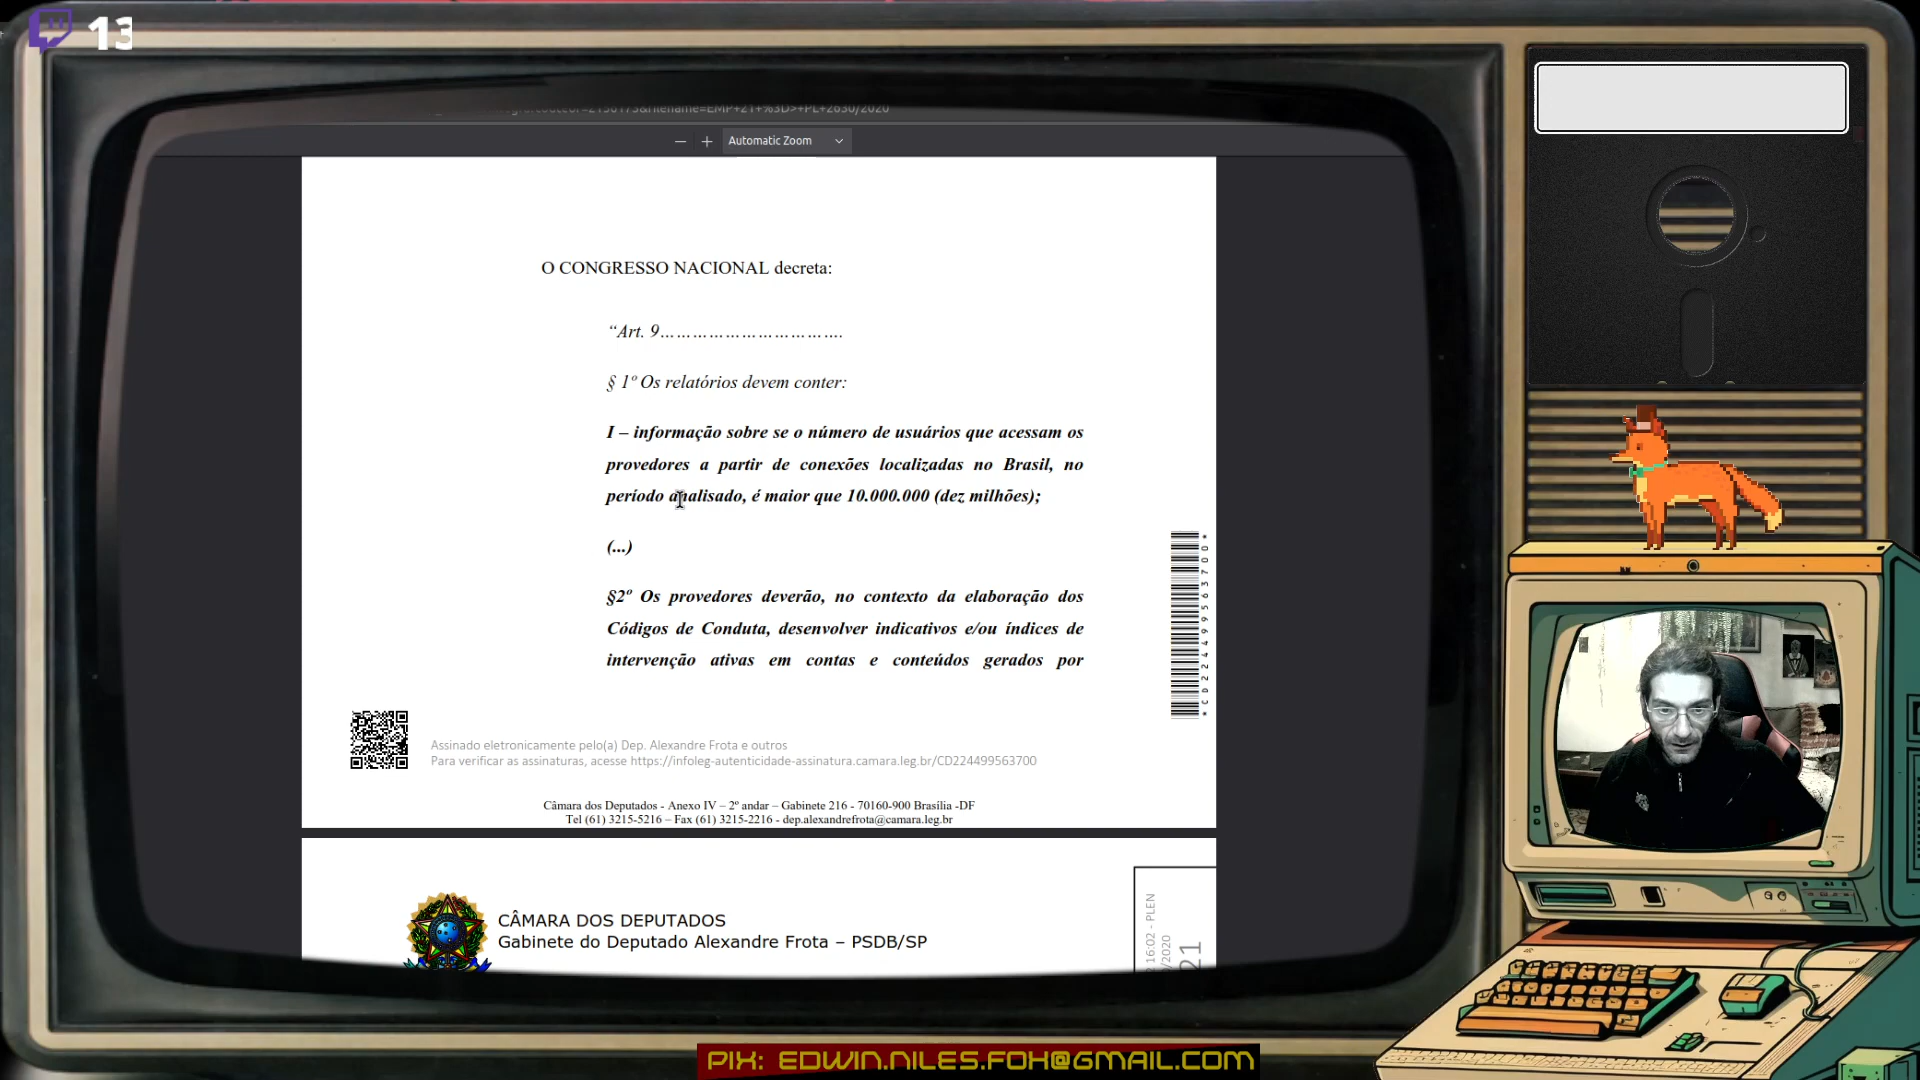 13
Automatic Zoom
O CONGRESSO NACIONAL decreta:
“Art. 9……………………………
§ 1º Os relatórios devem conter:
I – informação sobre se o número de usuários que acessam os
provedores a partir de conexões localizadas no Brasil, no
período analisado, é maior que 10.000.000 (dez milhões);
(...)
§2º Os provedores deverão, no contexto da elaboração dos
Códigos de Conduta, desenvolver indicativos e/ou índices de
intervenção ativas em contas e conteúdos gerados por
*CD224499563700*
Assinado eletronicamente pelo(a) Dep. Alexandre Frota e outros
Para verificar as assinaturas, acesse https://infoleg-autenticidade-assinatura.camara.leg.br/CD224499563700
Câmara dos Deputados - Anexo IV – 2º andar – Gabinete 216 - 70160-900 Brasília -DF
Tel (61) 3215-5216 – Fax (61) 3215-2216 - dep.alexandrefrota@camara.leg.br
CÂMARA DOS DEPUTADOS
Gabinete do Deputado Alexandre Frota – PSDB/SP
16:02 - PLEN
/2020
21
PIX: EDWIN.NILES.FOX@GMAIL.COM